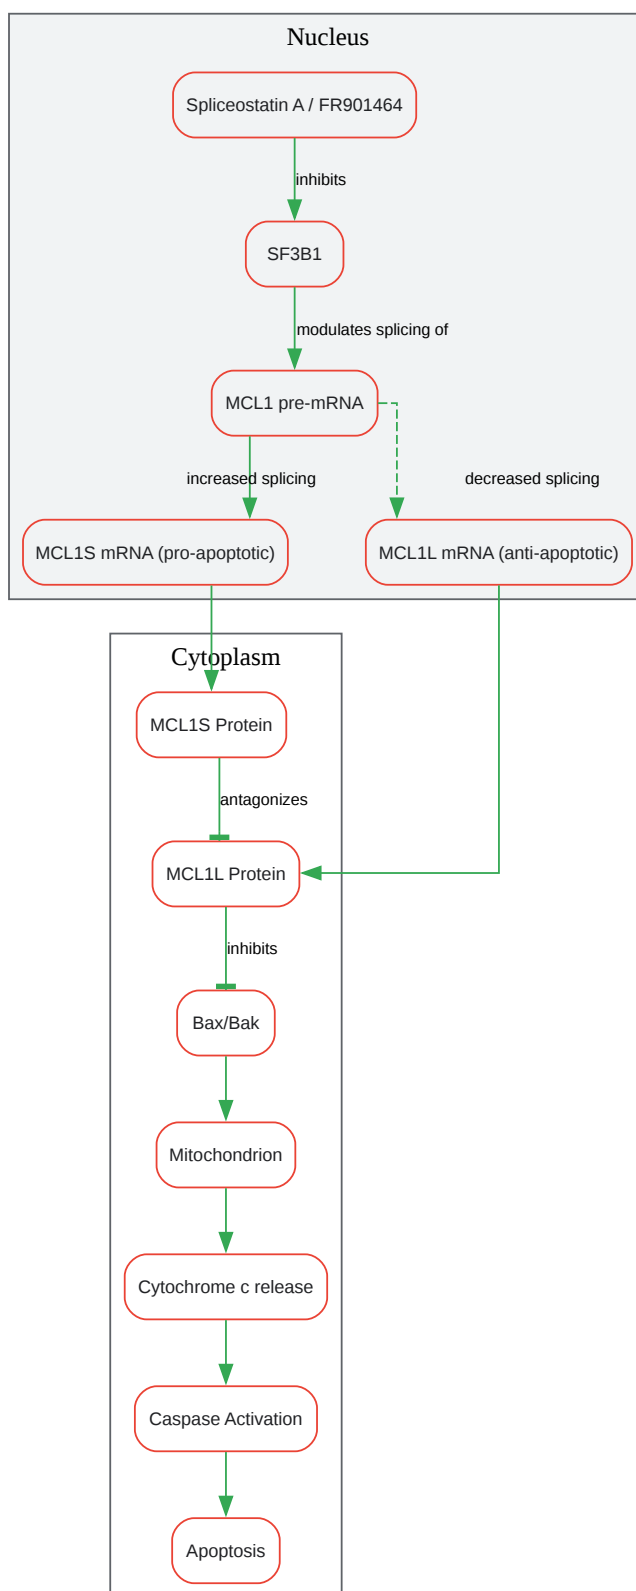 Nucleus
Spliceostatin A / FR901464
inhibits
SF3B1
modulates splicing of
MCL1 pre-mRNA
increased splicing
decreased splicing
MCL1S mRNA (pro-apoptotic)
MCL1L mRNA (anti-apoptotic)
Cytoplasm
MCL1S Protein
antagonizes
MCL1L Protein
inhibits
Bax/Bak
Mitochondrion
Cytochrome c release
Caspase Activation
Apoptosis